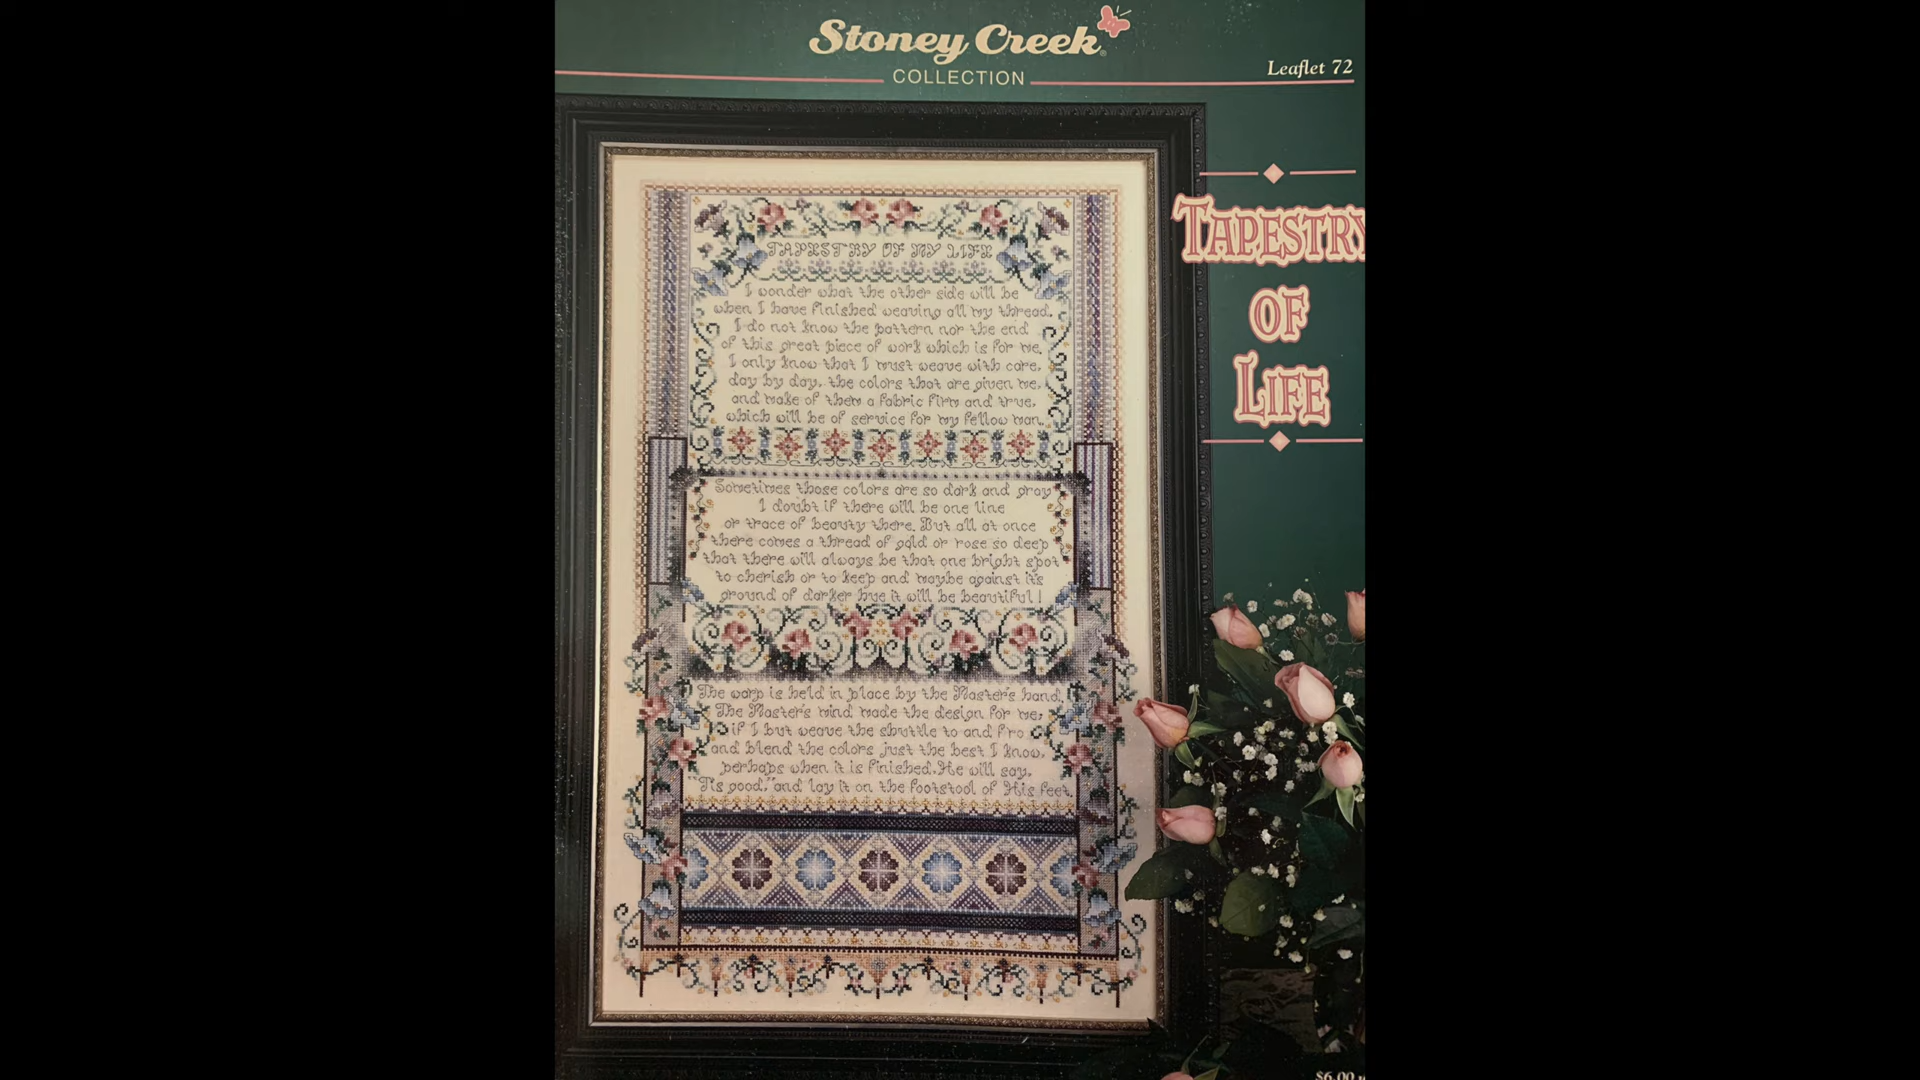 Stoney Creek
COLLECTION
Leaflet 72
TAPESTRY
OF
LIFE
TAPESTRY OF MY LIFE
I wonder what the other side will be
when I have finished weaving all my thread.
I do not know the pattern nor the end
of this great piece of work which is for me.
I only know that I must weave with care,
day by day, the colors that are given me,
and make of them a fabric firm and true,
which will be of service for my fellow man.
Sometimes those colors are so dark and gray
I doubt if there will be one line
or trace of beauty there. But all at once
there comes a thread of gold or rose so deep
that there will always be that one bright spot
to cherish or to keep and maybe against it's
ground of darker hue it will be beautiful!
The warp is held in place by the Master's hand.
The Master's mind made the design for me,
if I but weave the shuttle to and fro
and blend the colors just the best I know,
perhaps when it is finished, He will say,
"Tis good," and lay it on the footstool of His feet.
$6.00